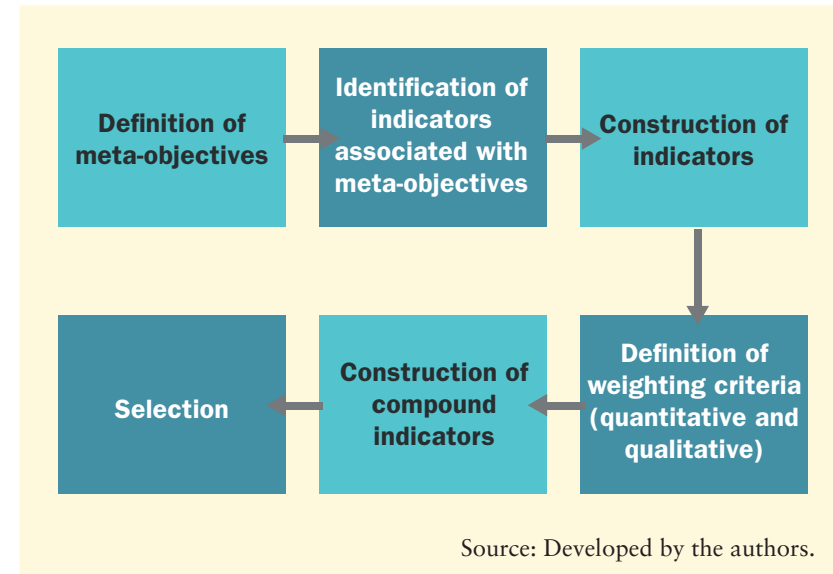 Definition of
meta-objectives
Identification of
indicators
associated with
meta-objectives
Construction of
indicators
Definition of
weighting criteria
(quantitative and
qualitative)
Construction of
compound
indicators
Selection
Source: Developed by the authors.